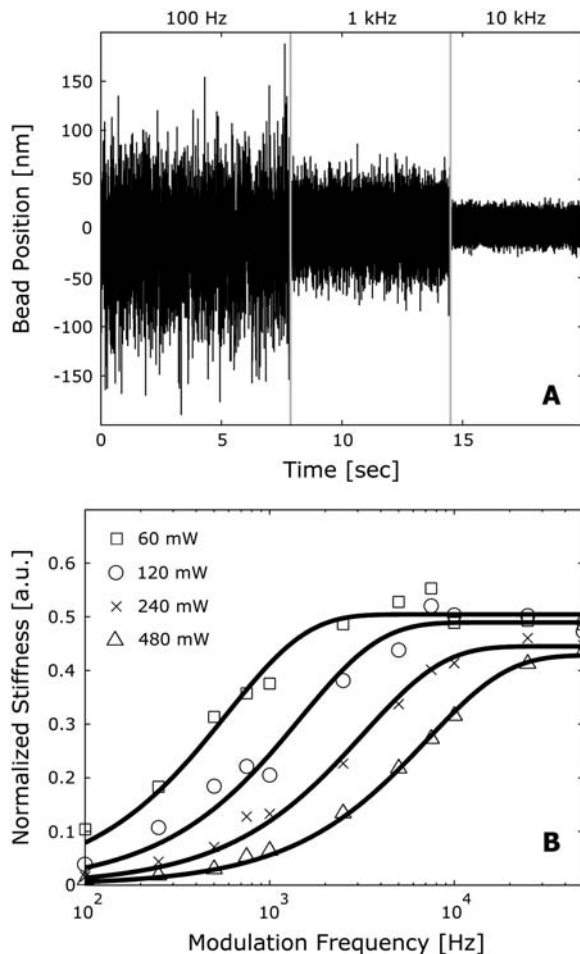 100 Hz 1 kHz 10 kHz
200
150
100
50
0
-50
-100
-150
Bead Position [nm]
A
0 5 10 15
Time [sec]
0.6
0.5
0.4
0.3
0.2
0.1
0
Normalized Stiffness [a.u.]
60 mW
120 mW
240 mW
480 mW
B
10² 10³ 10⁴
Modulation Frequency [Hz]